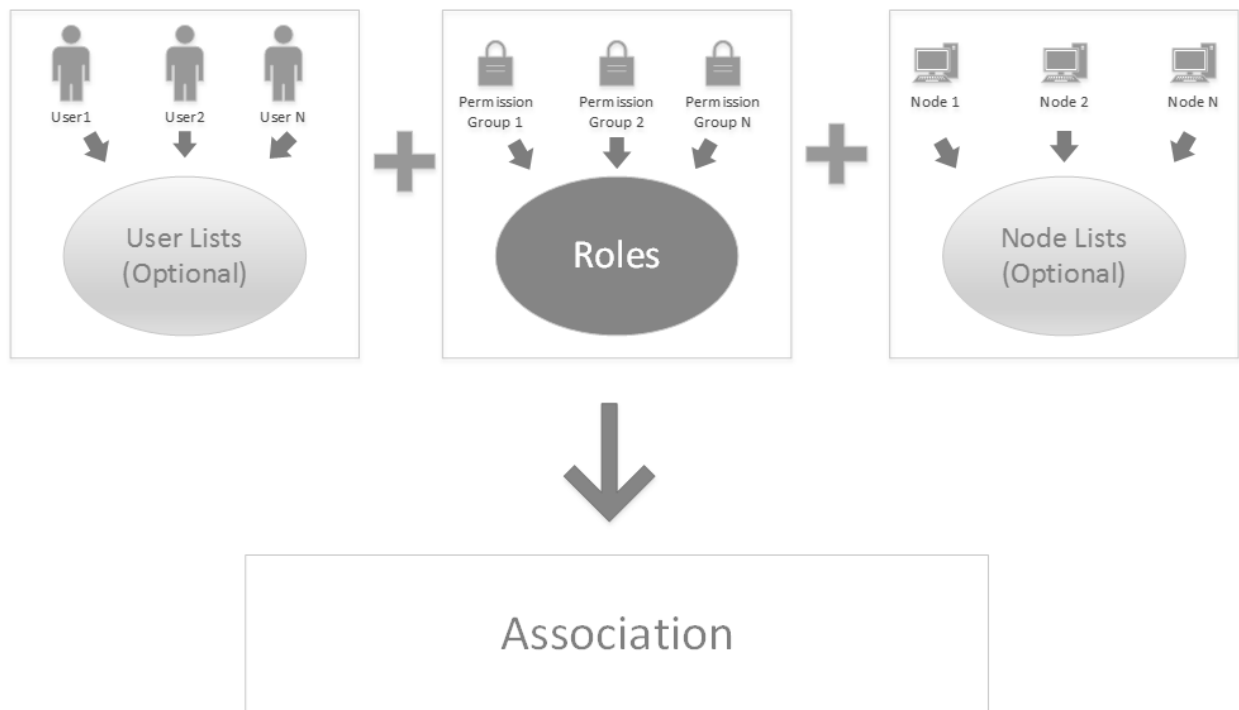 User1
User2
User N
User Lists
(Optional)
Permission
Group 1
Permission
Group 2
Permission
Group N
Roles
Node 1
Node 2
Node N
Node Lists
(Optional)
Association